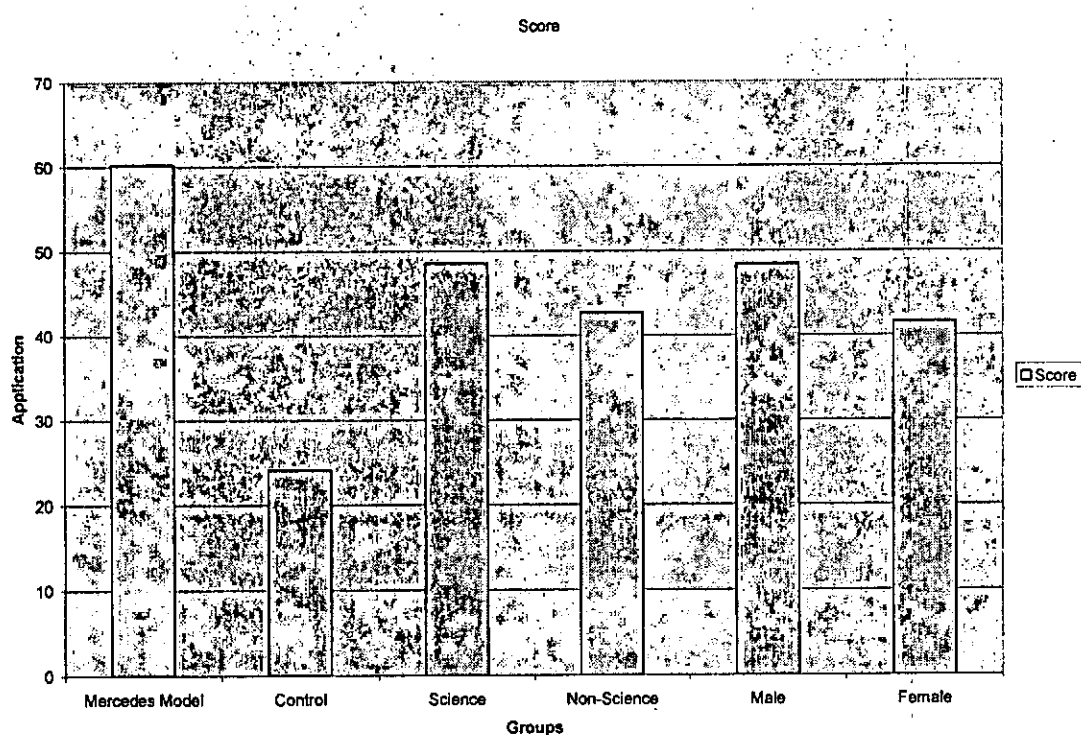 Score
70
60
50
40
30
20
10
0
Application
Mercedes Model
Control
Science
Non-Science
Male
Female
Groups
Score